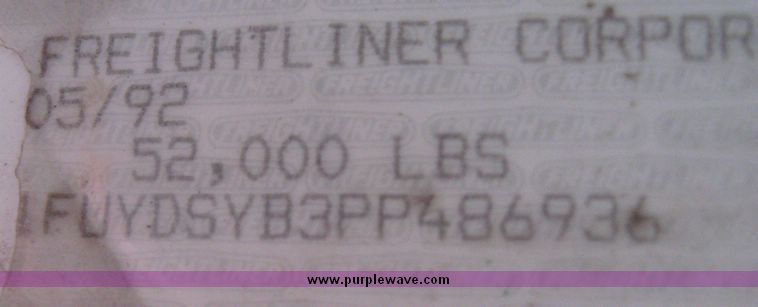 FREIGHTLINER CORPOR
05/92
52,000 LBS
1FUYDSYB3PP486936
www.purplewave.com